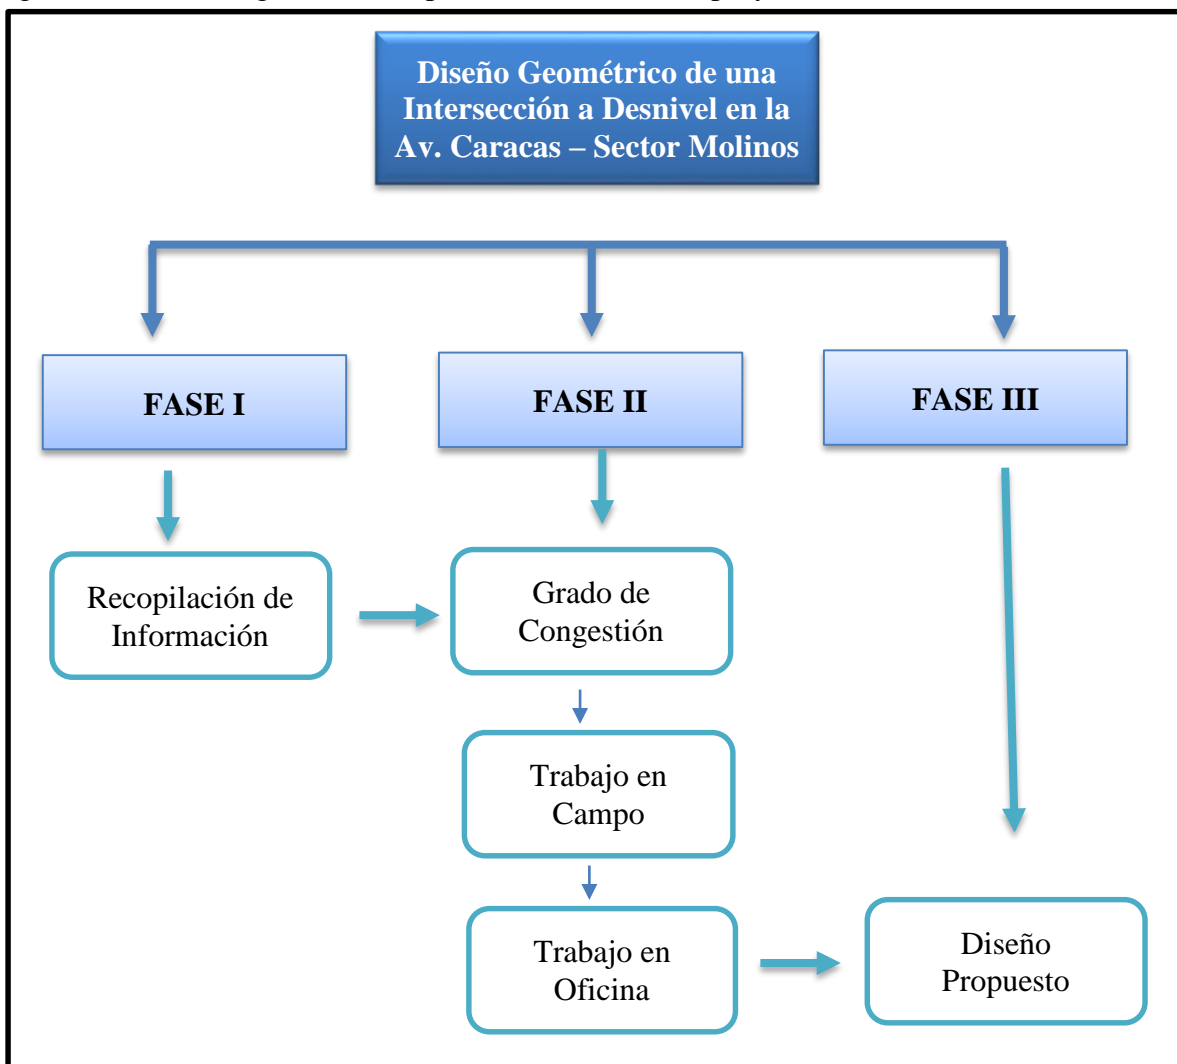 Diseño Geométrico de una
Intersección a Desnivel en la
Av. Caracas – Sector Molinos
FASE I
FASE II
FASE III
Recopilación de
Información
Grado de
Congestión
Trabajo en
Campo
Trabajo en
Oficina
Diseño
Propuesto